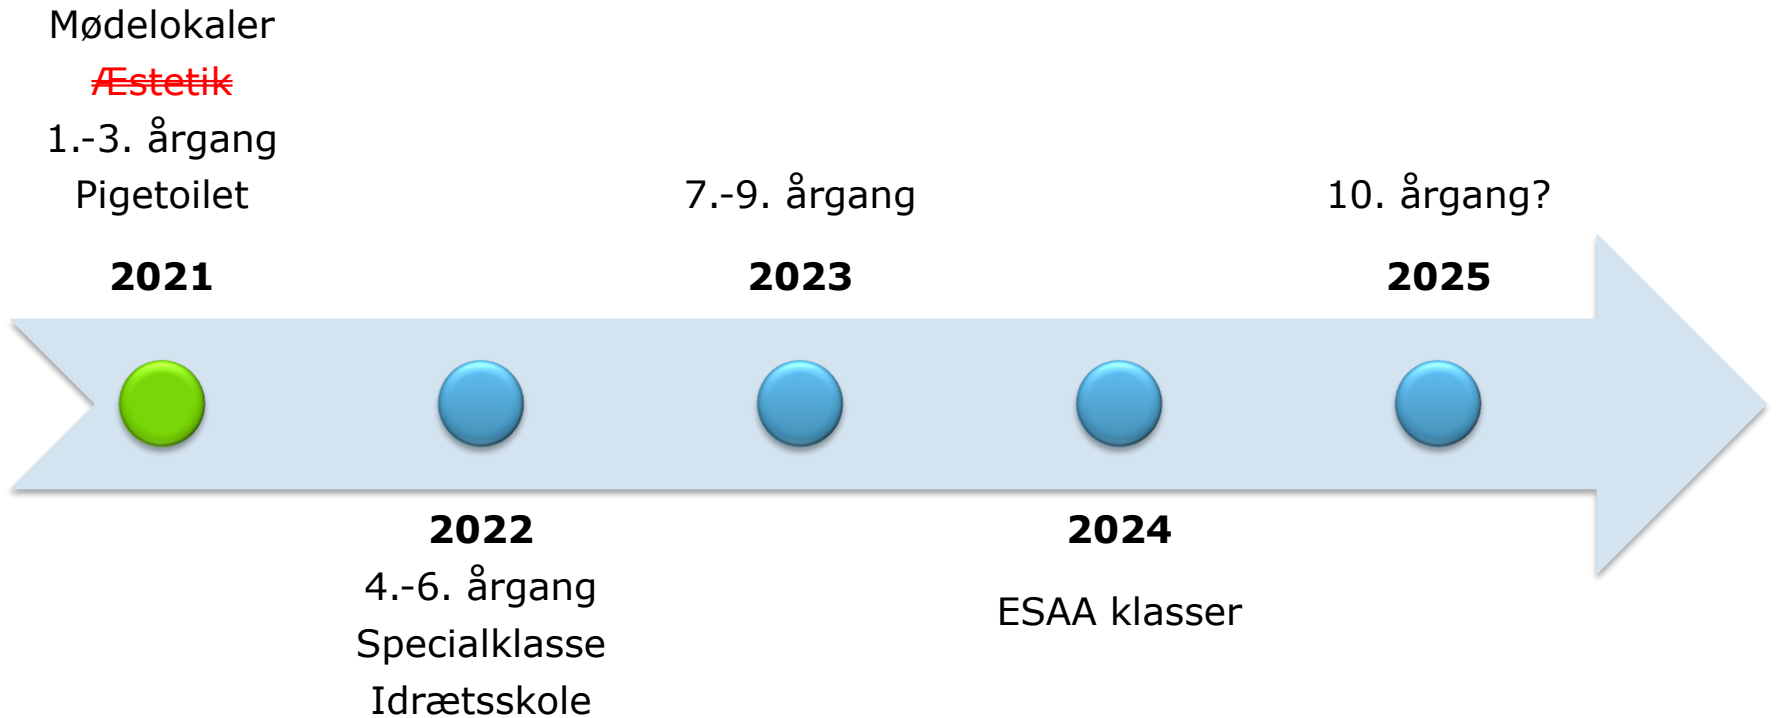 Mødelokaler
Æstetik
1.-3. årgang
Pigetoilet
2021
2022
4.-6. årgang
Specialklasse
Idrætsskole
7.-9. årgang
2023
2024
ESAA klasser
10. årgang?
2025